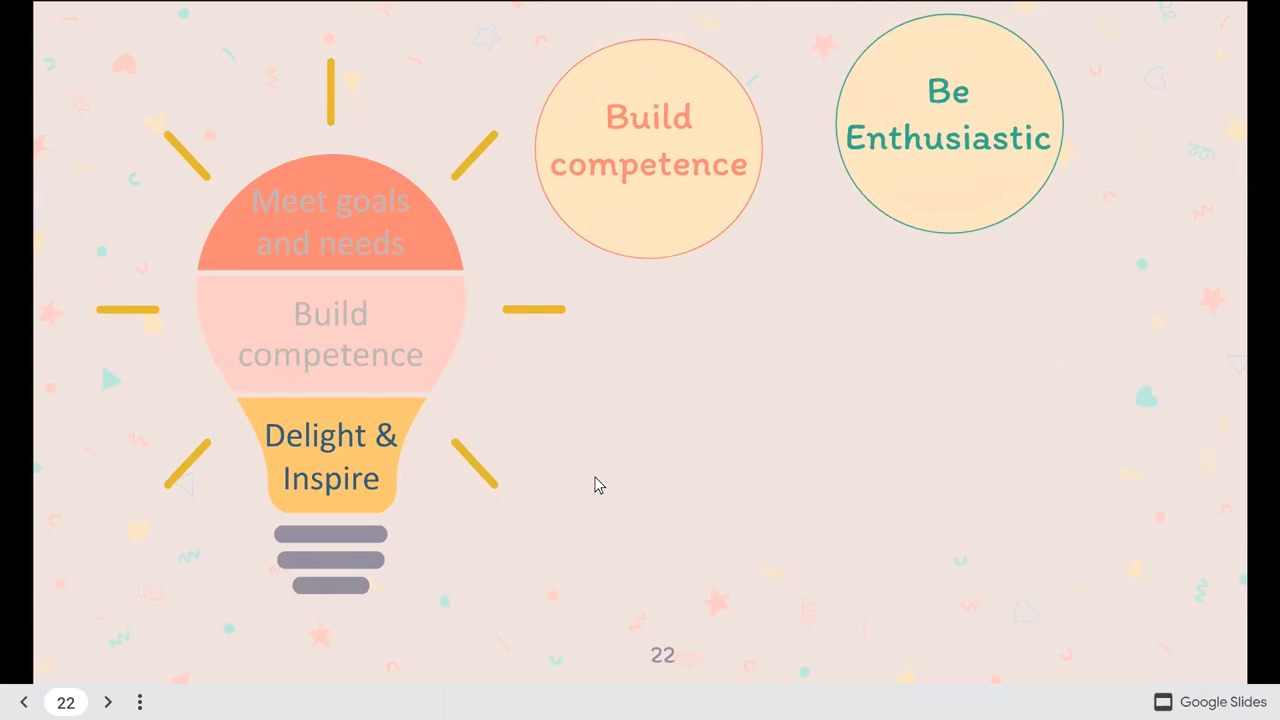 Build
competence
Be
Enthusiastic
Meet goals
and needs
Build
competence
Delight &
Inspire
22
22
Google Slides